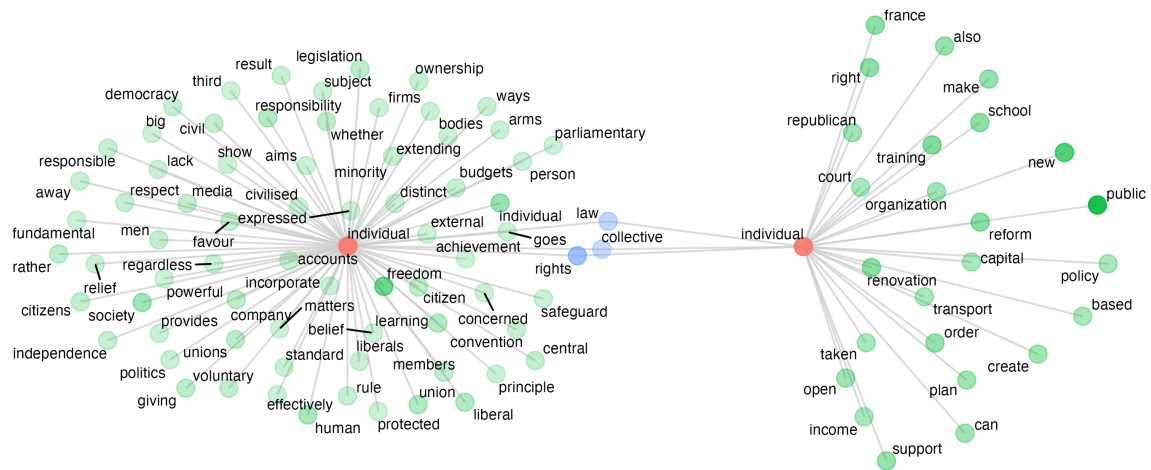 france
also
legislation
result
subject
ownership
right
third
make
democracy
responsibility
firms
ways
school
big
civil
whether
bodies
arms
republican
parliamentary
responsible
lack
show
aims
extending
training
new
minority
budgets
person
court
away
respect
media
civilised
distinct
public
organization
expressed
external
individual
law
fundamental
men
favour
individual
goes
collective
individual
reform
rather
regardless
accounts
achievement
rights
capital
policy
relief
powerful
incorporate
freedom
citizen
renovation
citizens
society
company
matters
safeguard
transport
based
provides
belief
learning
concerned
order
independence
unions
liberals
convention
central
taken
politics
voluntary
standard
members
principle
create
giving
effectively
rule
union
open
plan
human
protected
liberal
income
can
support